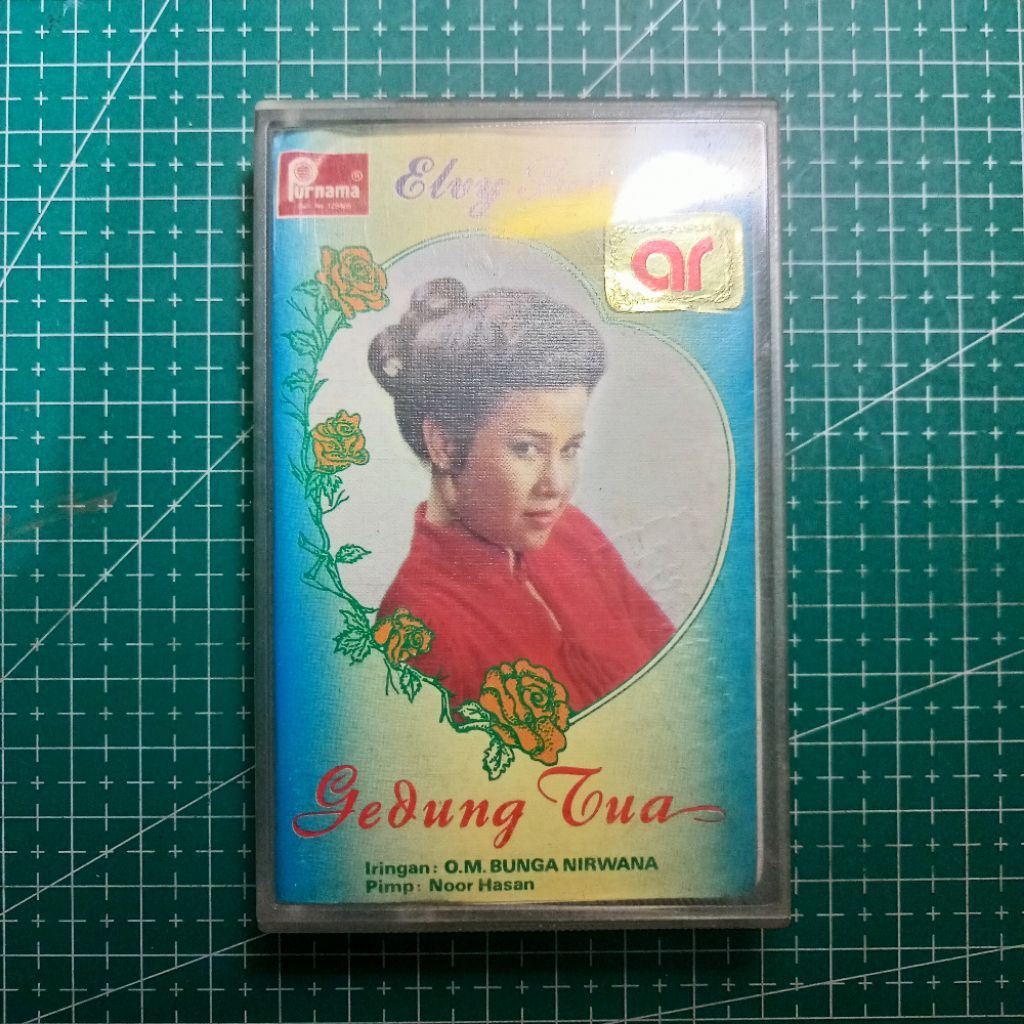 Purnama ®
Elvy
ar
Gedung Tua
Iringan: O.M. BUNGA NIRWANA
Pimp: Noor Hasan